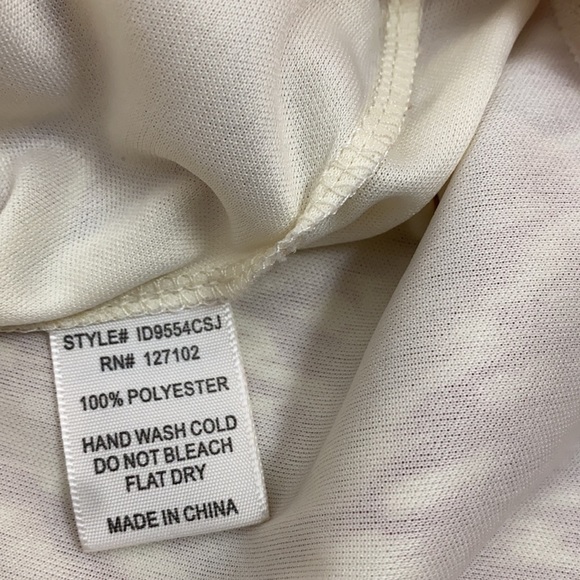 STYLE# ID9554CSJ
RN# 127102
100% POLYESTER
HAND WASH COLD
DO NOT BLEACH
FLAT DRY
MADE IN CHINA